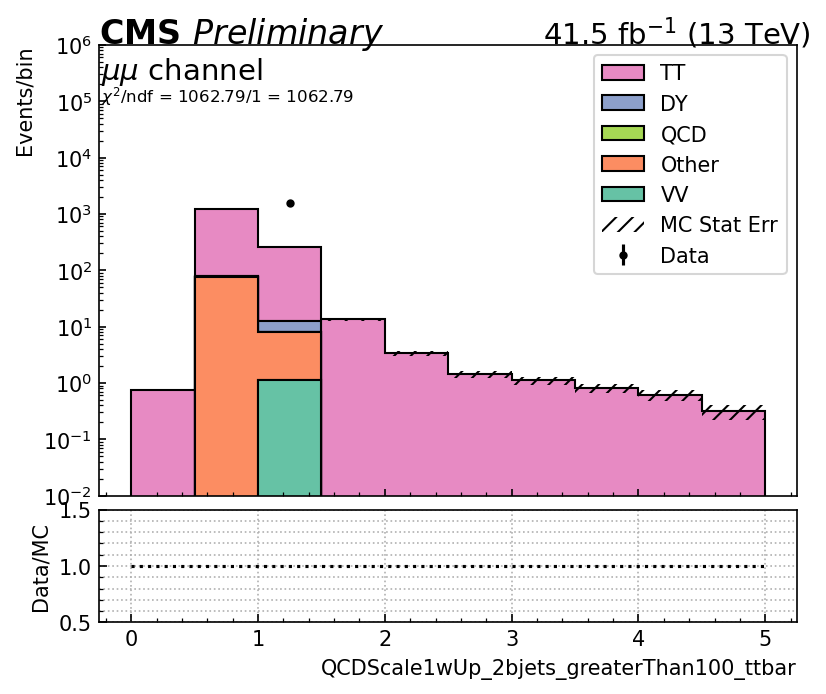 CMS Preliminary 41.5 fb⁻¹ (13 TeV)
μμ channel
χ²/ndf = 1062.79/1 = 1062.79
Events/bin
10⁶
10⁵
10⁴
10³
10²
10¹
10⁰
10⁻¹
10⁻²
TT
DY
QCD
Other
VV
MC Stat Err
Data
Data/MC
1.5
1.0
0.5
0 1 2 3 4 5
QCDScale1wUp_2bjets_greaterThan100_ttbar